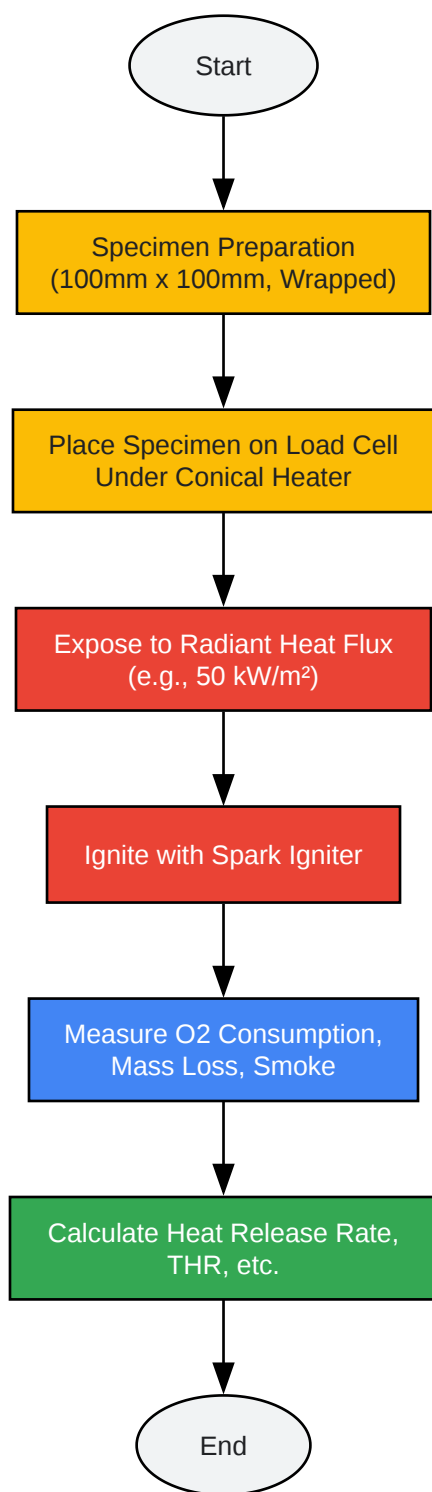 Start
Specimen Preparation
(100mm x 100mm, Wrapped)
Place Specimen on Load Cell
Under Conical Heater
Expose to Radiant Heat Flux
(e.g., 50 kW/m²)
Ignite with Spark Igniter
Measure O2 Consumption,
Mass Loss, Smoke
Calculate Heat Release Rate,
THR, etc.
End